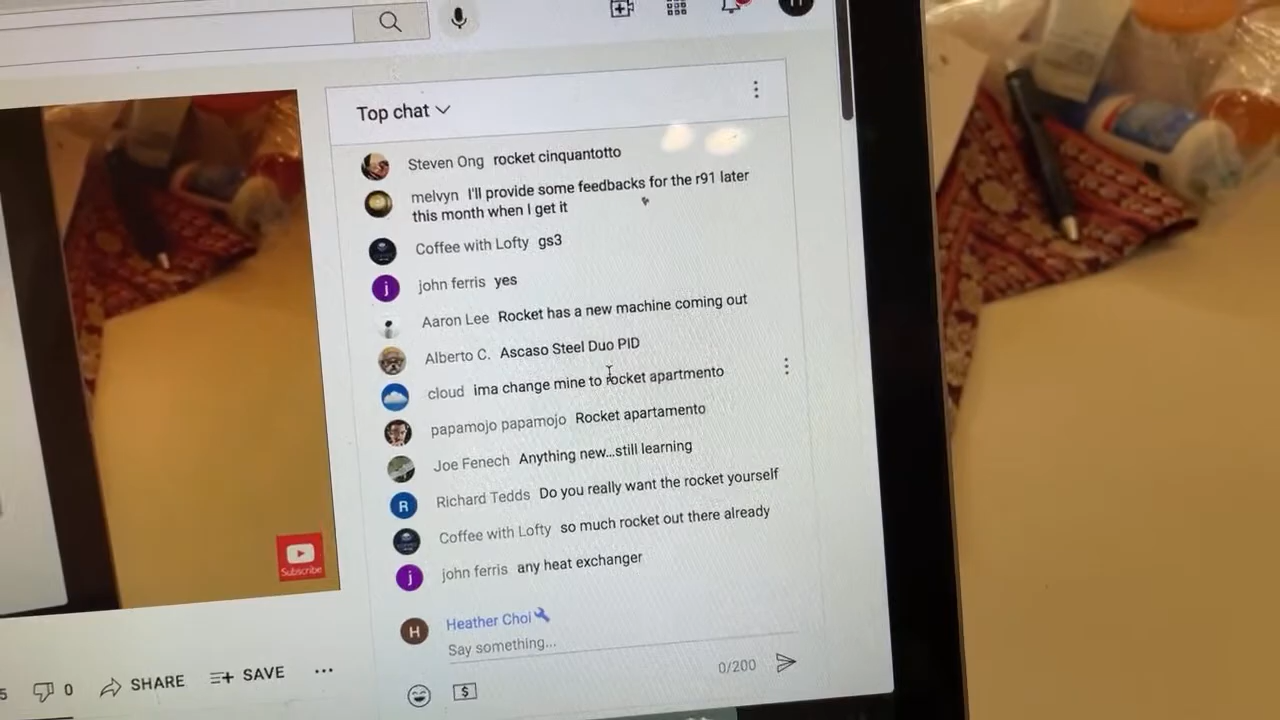 Top chat
Steven Ong rocket cinquantotto
melvyn I'll provide some feedbacks for the r91 later
this month when I get it
Coffee with Lofty gs3
john ferris yes
Aaron Lee Rocket has a new machine coming out
Alberto C. Ascaso Steel Duo PID
cloud ima change mine to rocket apartmento
papamojo papamojo Rocket apartamento
Joe Fenech Anything new...still learning
R Richard Tedds Do you really want the rocket yourself
Coffee with Lofty so much rocket out there already
j john ferris any heat exchanger
Subscribe
H Heather Choi
Say something...
0/200
5 0 SHARE SAVE